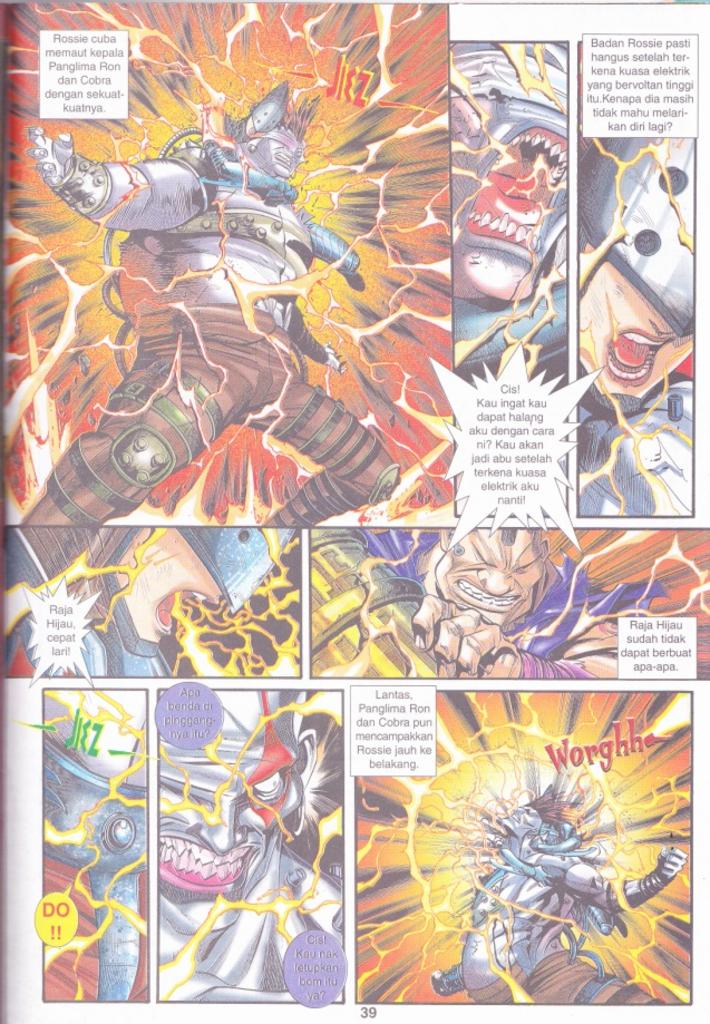 Rossie cuba
memaut kepala
Panglima Ron
dan Cobra
dengan sekuat-
kuatnya.
JIEZ
Badan Rossie pasti
hangus setelah ter-
kena kuasa elektrik
yang bervoltan tinggi
itu.Kenapa dia masih
tidak mahu melari-
kan diri lagi?
Cis!
Kau ingat kau
dapat halang
aku dengan cara
ni? Kau akan
jadi abu setelah
terkena kuasa
elektrik aku
nanti!
Raja
Hijau,
cepat
lari!
Raja Hijau
sudah tidak
dapat berbuat
apa-apa.
JIEZ
DO
!!
Apa
benda di
pinggang-
nya itu?
Cis!
Kau nak
letupkan
bom itu
ya?
Lantas,
Panglima Ron
dan Cobra pun
mencampakkan
Rossie jauh ke
belakang.
Worghh
39